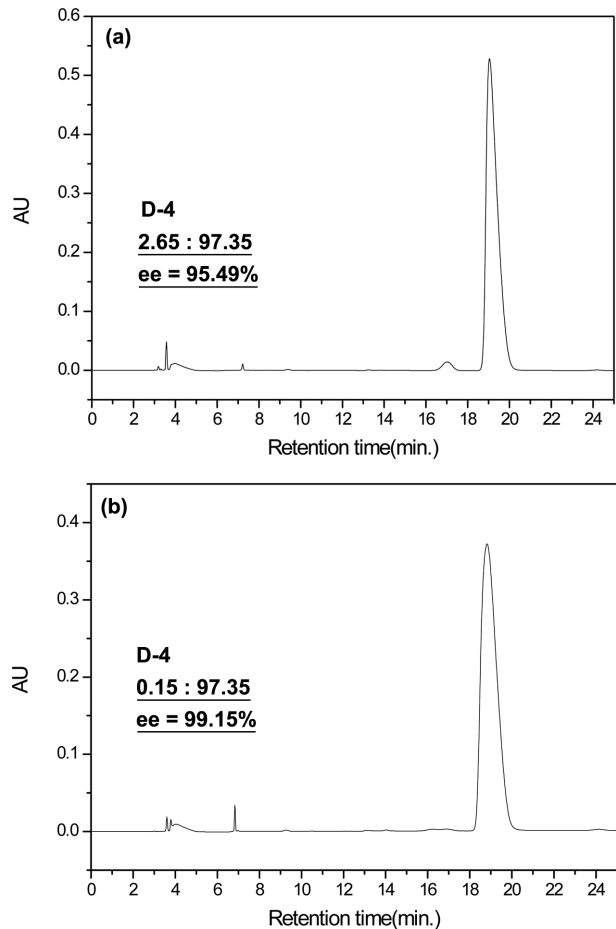 (a)
0.6
0.5
0.4
0.3
0.2
0.1
0.0
AU
D-4
2.65 : 97.35
ee = 95.49%
0 2 4 6 8 10 12 14 16 18 20 22 24
Retention time(min.)
(b)
0.4
0.3
0.2
0.1
0.0
AU
D-4
0.15 : 97.35
ee = 99.15%
0 2 4 6 8 10 12 14 16 18 20 22 24
Retention time(min.)